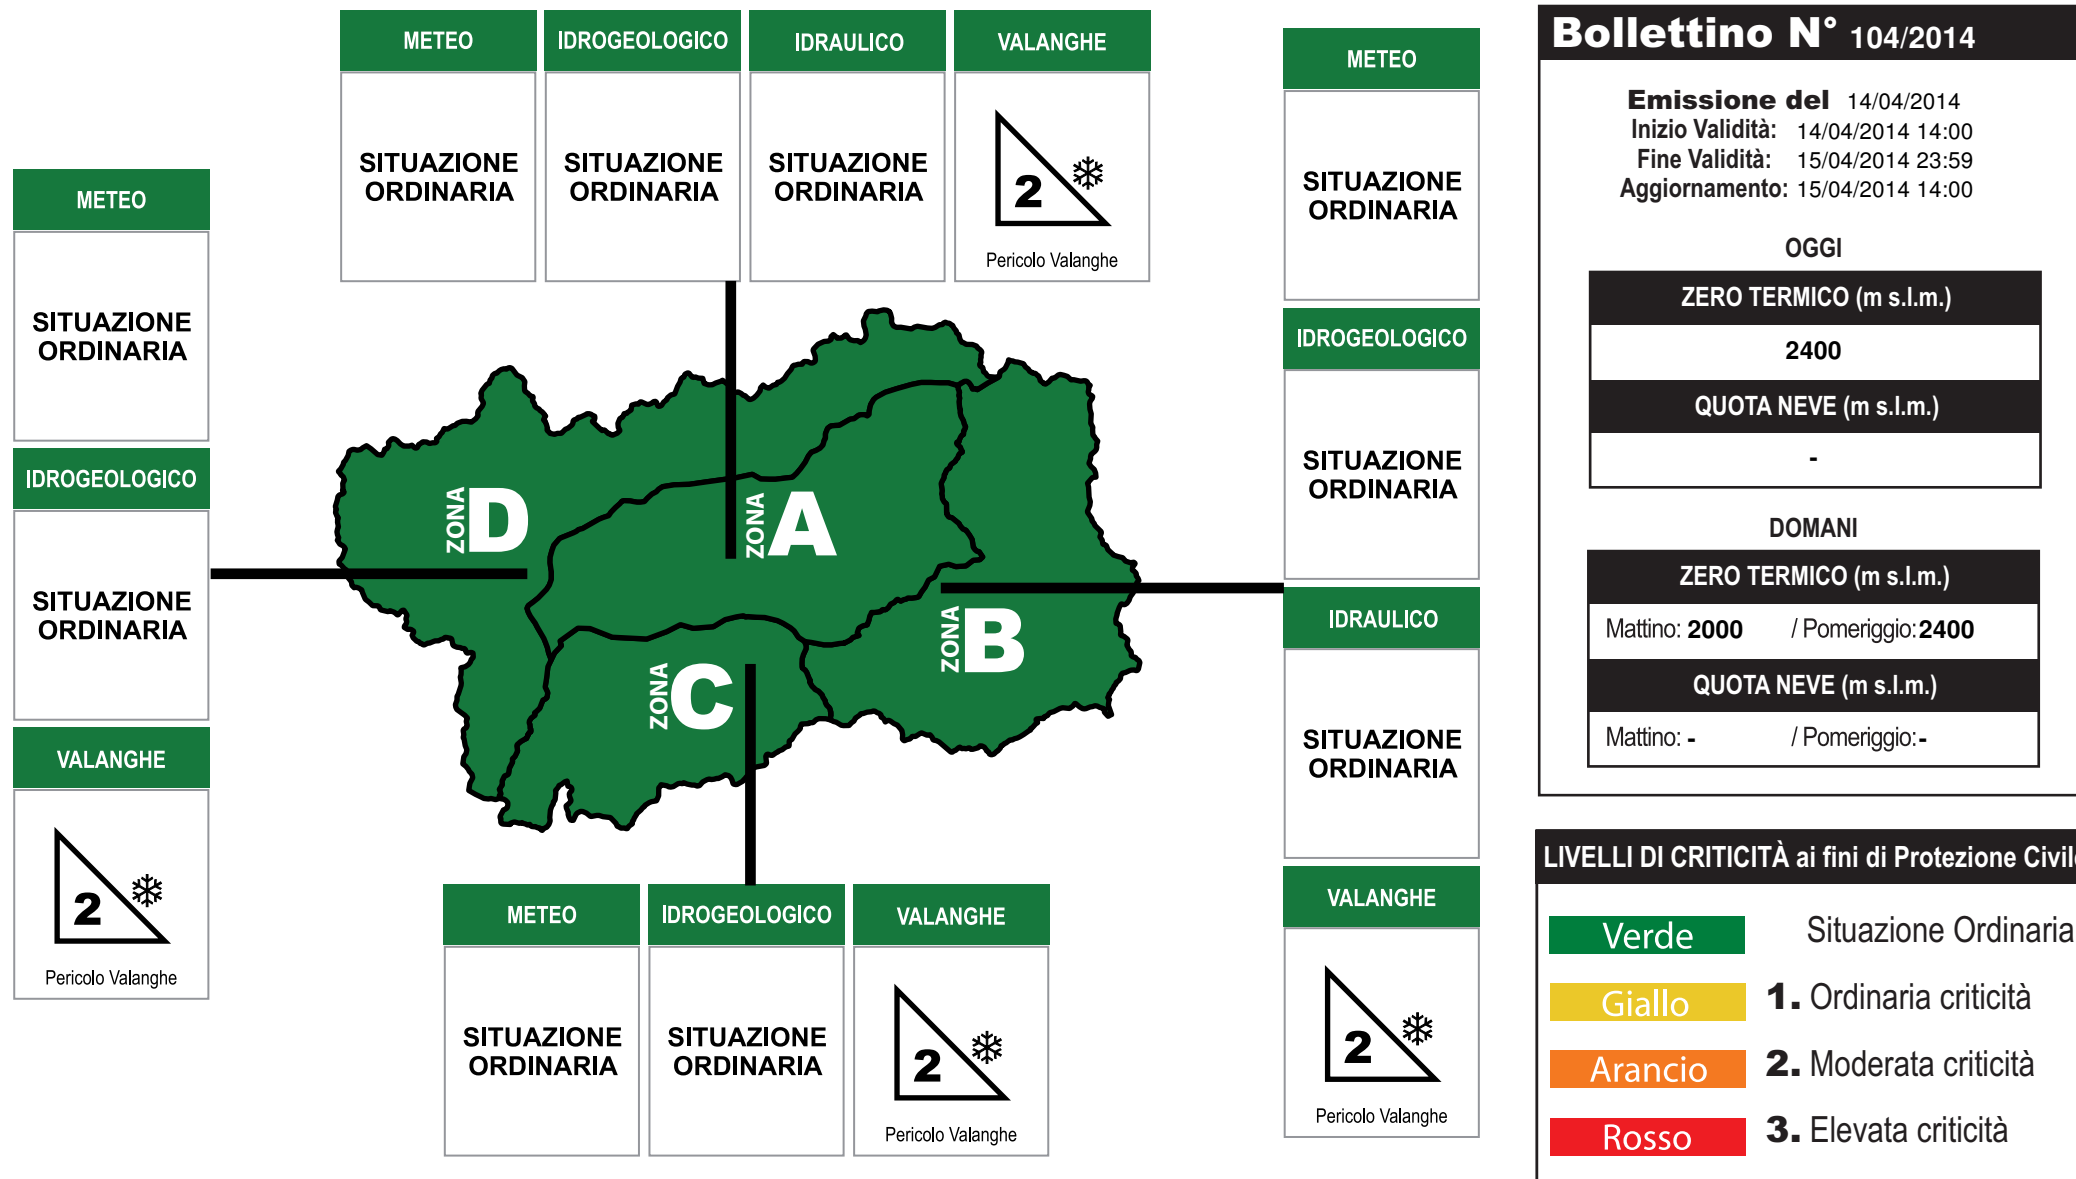 METEO
IDROGEOLOGICO
IDRAULICO
VALANGHE
SITUAZIONE
ORDINARIA
SITUAZIONE
ORDINARIA
SITUAZIONE
ORDINARIA
2
Pericolo Valanghe
METEO
SITUAZIONE
ORDINARIA
IDROGEOLOGICO
SITUAZIONE
ORDINARIA
VALANGHE
2
Pericolo Valanghe
ZONA D
ZONA A
ZONA B
ZONA C
METEO
IDROGEOLOGICO
VALANGHE
SITUAZIONE
ORDINARIA
SITUAZIONE
ORDINARIA
2
Pericolo Valanghe
METEO
SITUAZIONE
ORDINARIA
IDROGEOLOGICO
SITUAZIONE
ORDINARIA
IDRAULICO
SITUAZIONE
ORDINARIA
VALANGHE
2
Pericolo Valanghe
Bollettino N° 104/2014
Emissione del 14/04/2014
Inizio Validità: 14/04/2014 14:00
Fine Validità: 15/04/2014 23:59
Aggiornamento: 15/04/2014 14:00
OGGI
ZERO TERMICO (m s.l.m.)
2400
QUOTA NEVE (m s.l.m.)
-
DOMANI
ZERO TERMICO (m s.l.m.)
Mattino: 2000 / Pomeriggio: 2400
QUOTA NEVE (m s.l.m.)
Mattino: - / Pomeriggio: -
LIVELLI DI CRITICITÀ ai fini di Protezione Civile
Verde Situazione Ordinaria
Giallo 1. Ordinaria criticità
Arancio 2. Moderata criticità
Rosso 3. Elevata criticità